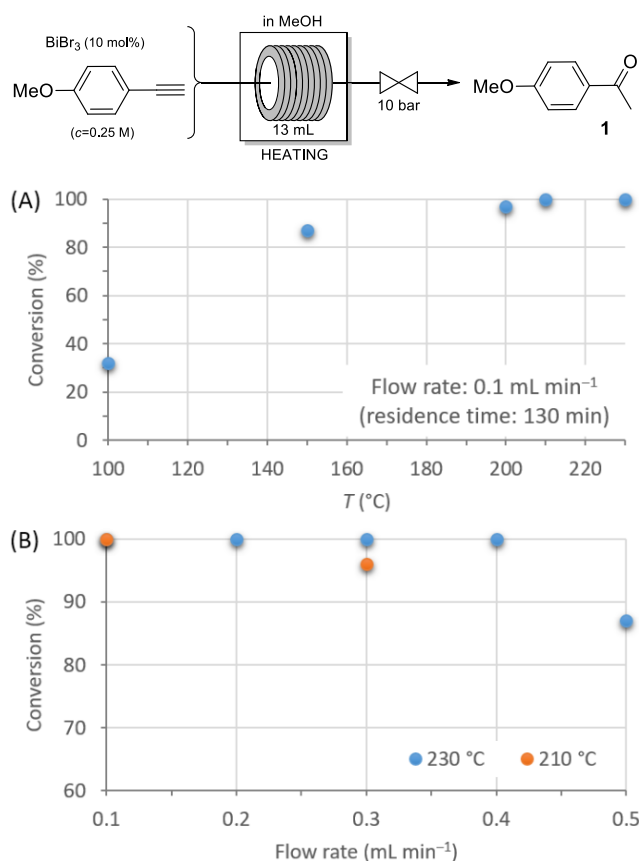 in MeOH
BiBr3 (10 mol%)
MeO
(c=0.25 M)
13 mL
HEATING
10 bar
MeO
O
1
(A)
Conversion (%)
100
80
60
40
20
0
Flow rate: 0.1 mL min−1
(residence time: 130 min)
100 120 140 160 180 200 220
T (°C)
(B)
Conversion (%)
100
90
80
70
60
230 °C 210 °C
0.1 0.2 0.3 0.4 0.5
Flow rate (mL min−1)